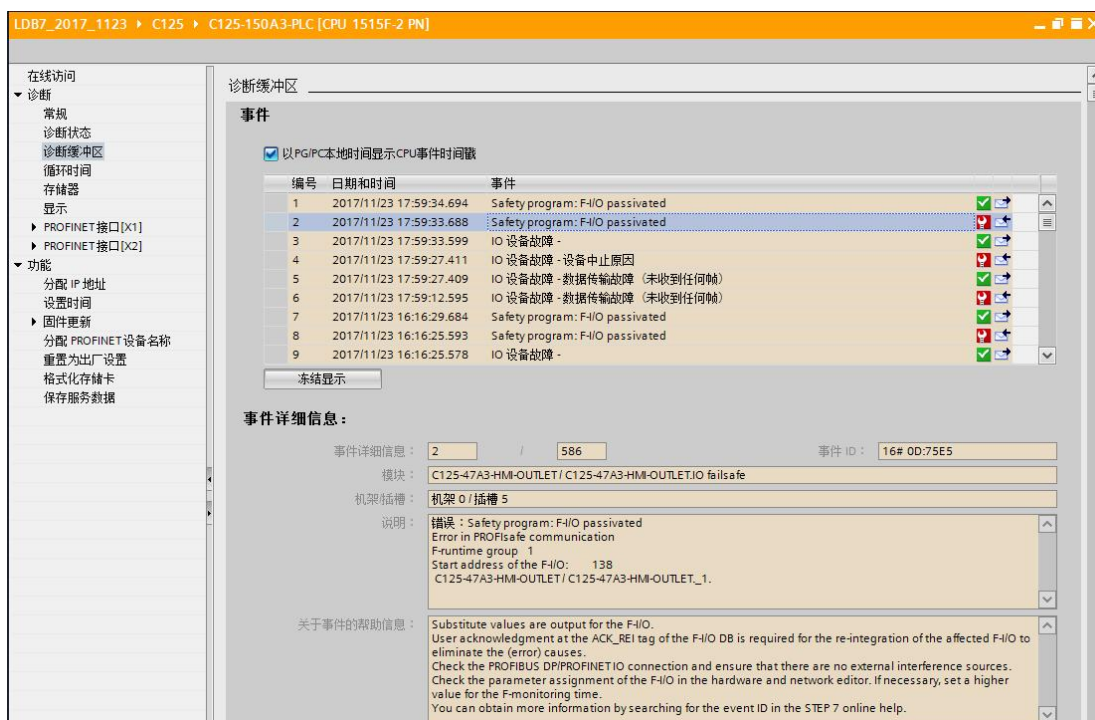 LDB7_2017_1123 ▸ C125 ▸ C125-150A3-PLC [CPU 1515F-2 PN]
在线访问
诊断
常规
诊断状态
诊断缓冲区
循环时间
存储器
显示
PROFINET接口[X1]
PROFINET接口[X2]
功能
分配 IP 地址
设置时间
固件更新
分配 PROFINET设备名称
重置为出厂设置
格式化存储卡
保存服务数据
诊断缓冲区
事件
以PG/PC本地时间显示CPU事件时间戳
编号 日期和时间 事件
1 2017/11/23 17:59:34.694 Safety program: F-I/O passivated
2 2017/11/23 17:59:33.688 Safety program: F-I/O passivated
3 2017/11/23 17:59:33.599 IO 设备故障 -
4 2017/11/23 17:59:27.411 IO 设备故障 -设备中止原因
5 2017/11/23 17:59:27.409 IO 设备故障 -数据传输故障 (未收到任何帧)
6 2017/11/23 17:59:12.595 IO 设备故障 -数据传输故障 (未收到任何帧)
7 2017/11/23 16:16:29.684 Safety program: F-I/O passivated
8 2017/11/23 16:16:25.593 Safety program: F-I/O passivated
9 2017/11/23 16:16:25.578 IO 设备故障 -
冻结显示
事件详细信息：
事件详细信息： 2 / 586 事件 ID： 16# 0D:75E5
模块： C125-47A3-HMI-OUTLET / C125-47A3-HMI-OUTLET.IO failsafe
机架/插槽： 机架 0 / 插槽 5
说明： 错误：Safety program: F-I/O passivated
Error in PROFIsafe communication
F-runtime group 1
Start address of the F-I/O: 138
C125-47A3-HMI-OUTLET / C125-47A3-HMI-OUTLET._1.
关于事件的帮助信息： Substitute values are output for the F-I/O.
User acknowledgment at the ACK_REI tag of the F-I/O DB is required for the re-integration of the affected F-I/O to
eliminate the (error) causes.
Check the PROFIBUS DP/PROFINET IO connection and ensure that there are no external interference sources.
Check the parameter assignment of the F-I/O in the hardware and network editor. If necessary, set a higher
value for the F-monitoring time.
You can obtain more information by searching for the event ID in the STEP 7 online help.